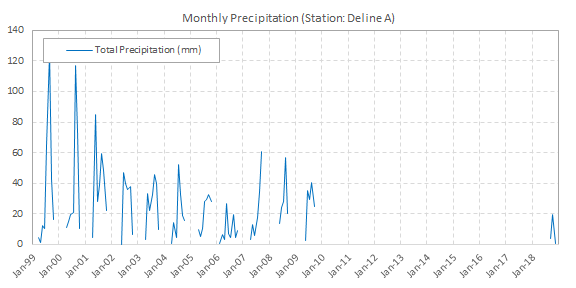 Monthly Precipitation (Station: Deline A)
Total Precipitation (mm)
140
120
100
80
60
40
20
0
Jan-99
Jan-00
Jan-01
Jan-02
Jan-03
Jan-04
Jan-05
Jan-06
Jan-07
Jan-08
Jan-09
Jan-10
Jan-11
Jan-12
Jan-13
Jan-14
Jan-15
Jan-16
Jan-17
Jan-18